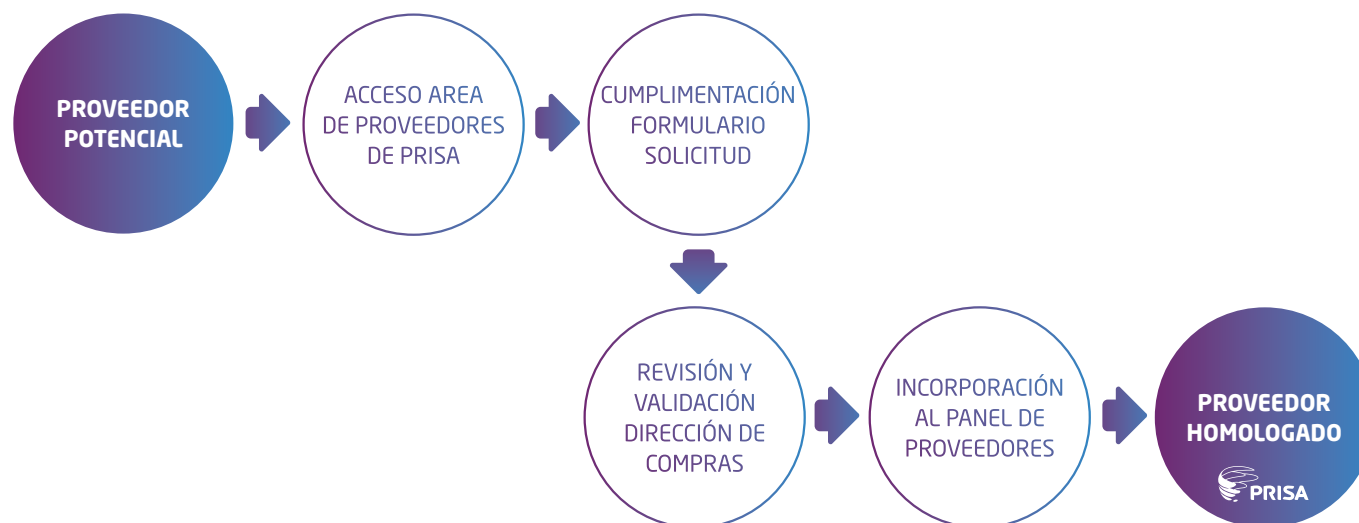 PROVEEDOR
POTENCIAL
ACCESO AREA
DE PROVEEDORES
DE PRISA
CUMPLIMENTACIÓN
FORMULARIO
SOLICITUD
REVISIÓN Y
VALIDACIÓN
DIRECCIÓN DE
COMPRAS
INCORPORACIÓN
AL PANEL DE
PROVEEDORES
PROVEEDOR
HOMOLOGADO
PRISA